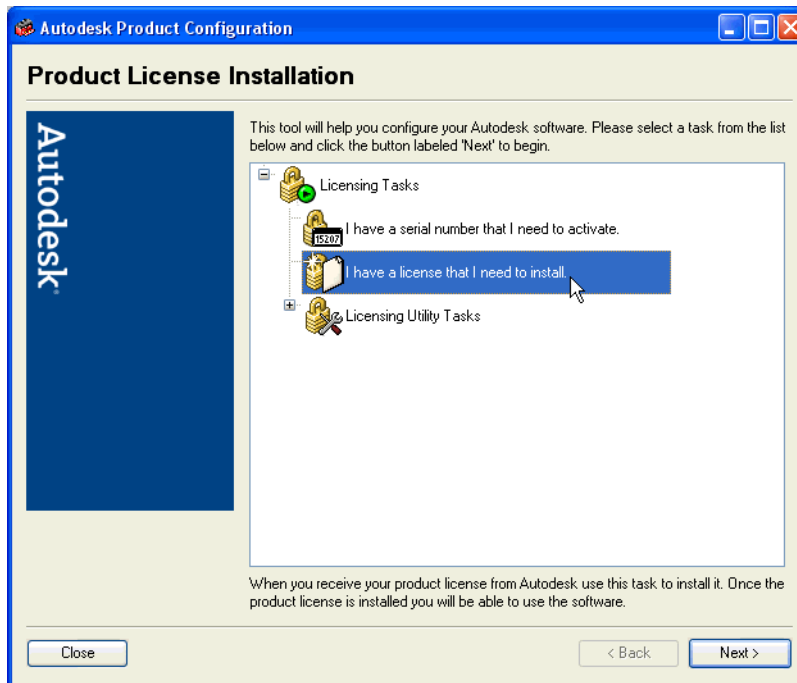 Autodesk Product Configuration
Product License Installation
Autodesk
This tool will help you configure your Autodesk software. Please select a task from the list
below and click the button labeled 'Next' to begin.
Licensing Tasks
15207
I have a serial number that I need to activate.
I have a license that I need to install.
Licensing Utility Tasks
When you receive your product license from Autodesk use this task to install it. Once the
product license is installed you will be able to use the software.
Close
< Back
Next >